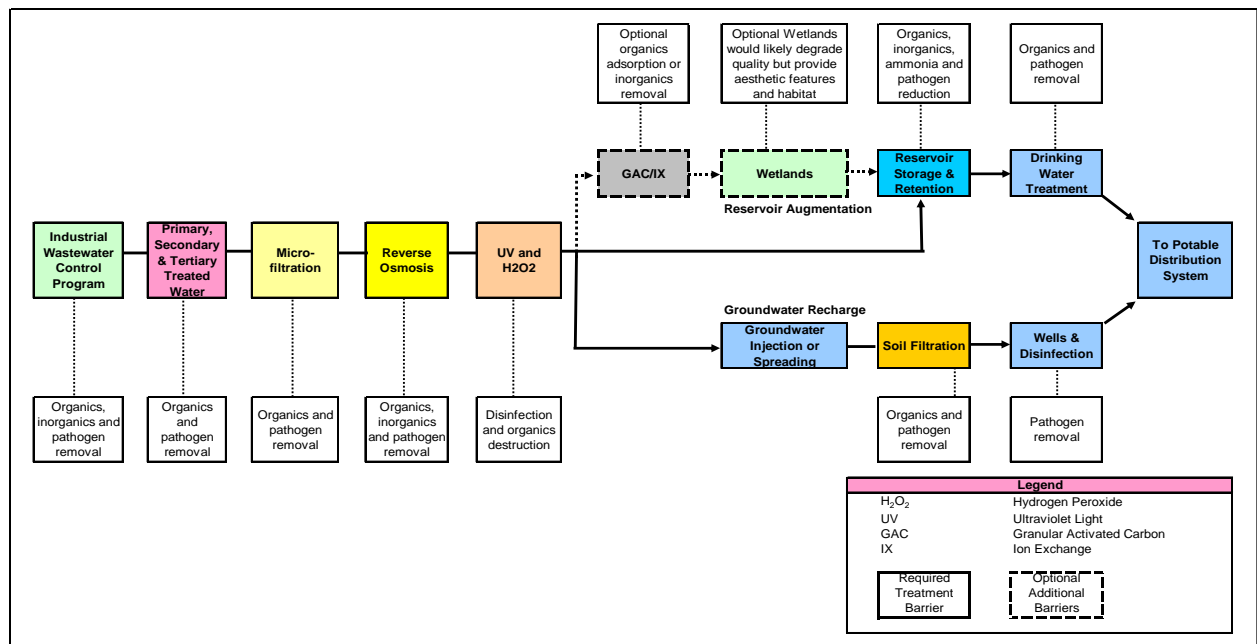 Optional
organics
adsorption or
inorganics
removal
Optional Wetlands
would likely degrade
quality but provide
aesthetic features
and habitat
Organics,
inorganics,
ammonia and
pathogen
reduction
Organics and
pathogen
removal
GAC/IX
Wetlands
Reservoir
Storage &
Retention
Drinking
Water
Treatment
Reservoir Augmentation
Industrial
Wastewater
Control
Program
Primary,
Secondary
& Tertiary
Treated
Water
Micro-
filtration
Reverse
Osmosis
UV and
H2O2
To Potable
Distribution
System
Groundwater Recharge
Groundwater
Injection or
Spreading
Soil Filtration
Wells &
Disinfection
Organics,
inorganics and
pathogen
removal
Organics
and
pathogen
removal
Organics and
pathogen
removal
Organics,
inorganics
and pathogen
removal
Disinfection
and organics
destruction
Organics and
pathogen
removal
Pathogen
removal
Legend
H₂O₂ Hydrogen Peroxide
UV Ultraviolet Light
GAC Granular Activated Carbon
IX Ion Exchange
Required
Treatment
Barrier
Optional
Additional
Barriers